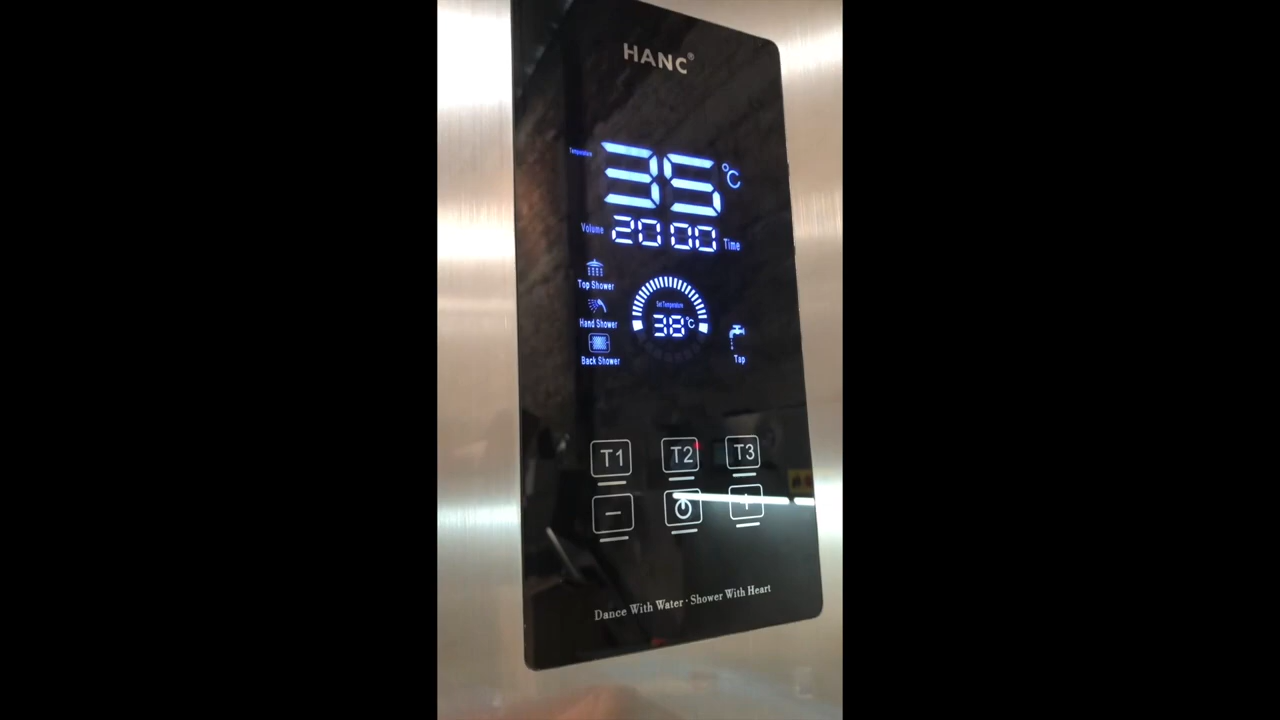 HANC®
Temperature
35 °C
Volume 20 00 Time
Top Shower
Set Temperature
38 °C
Hand Shower
Back Shower
Tap
T1 T2 T3
− +
Dance With Water · Shower With Heart